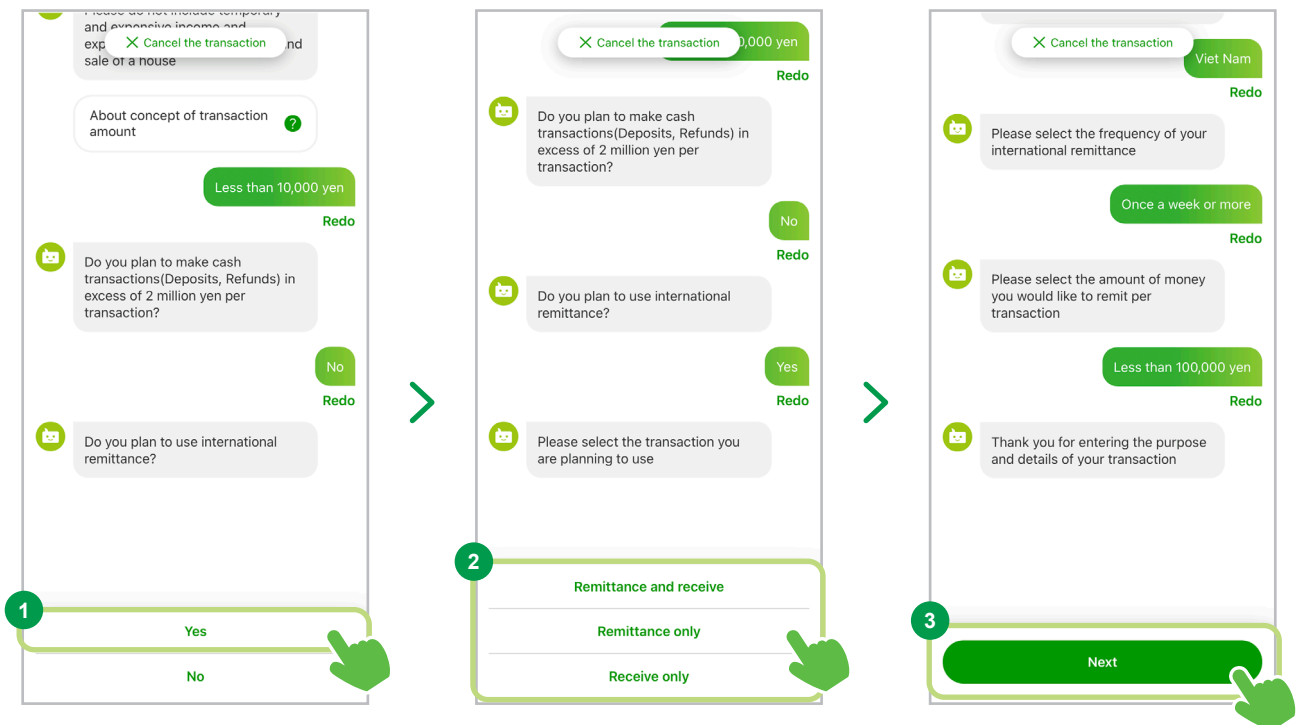 Please do not include temporary
and expensive income and
exp
nd
sale of a house
Cancel the transaction
About concept of transaction
amount
?
Less than 10,000 yen
Redo
Do you plan to make cash
transactions(Deposits, Refunds) in
excess of 2 million yen per
transaction?
No
Redo
Do you plan to use international
remittance?
1
Yes
No
Cancel the transaction
0,000 yen
Redo
Do you plan to make cash
transactions(Deposits, Refunds) in
excess of 2 million yen per
transaction?
No
Redo
Do you plan to use international
remittance?
Yes
Redo
Please select the transaction you
are planning to use
2
Remittance and receive
Remittance only
Receive only
Cancel the transaction
Viet Nam
Redo
Please select the frequency of your
international remittance
Once a week or more
Redo
Please select the amount of money
you would like to remit per
transaction
Less than 100,000 yen
Redo
Thank you for entering the purpose
and details of your transaction
3
Next